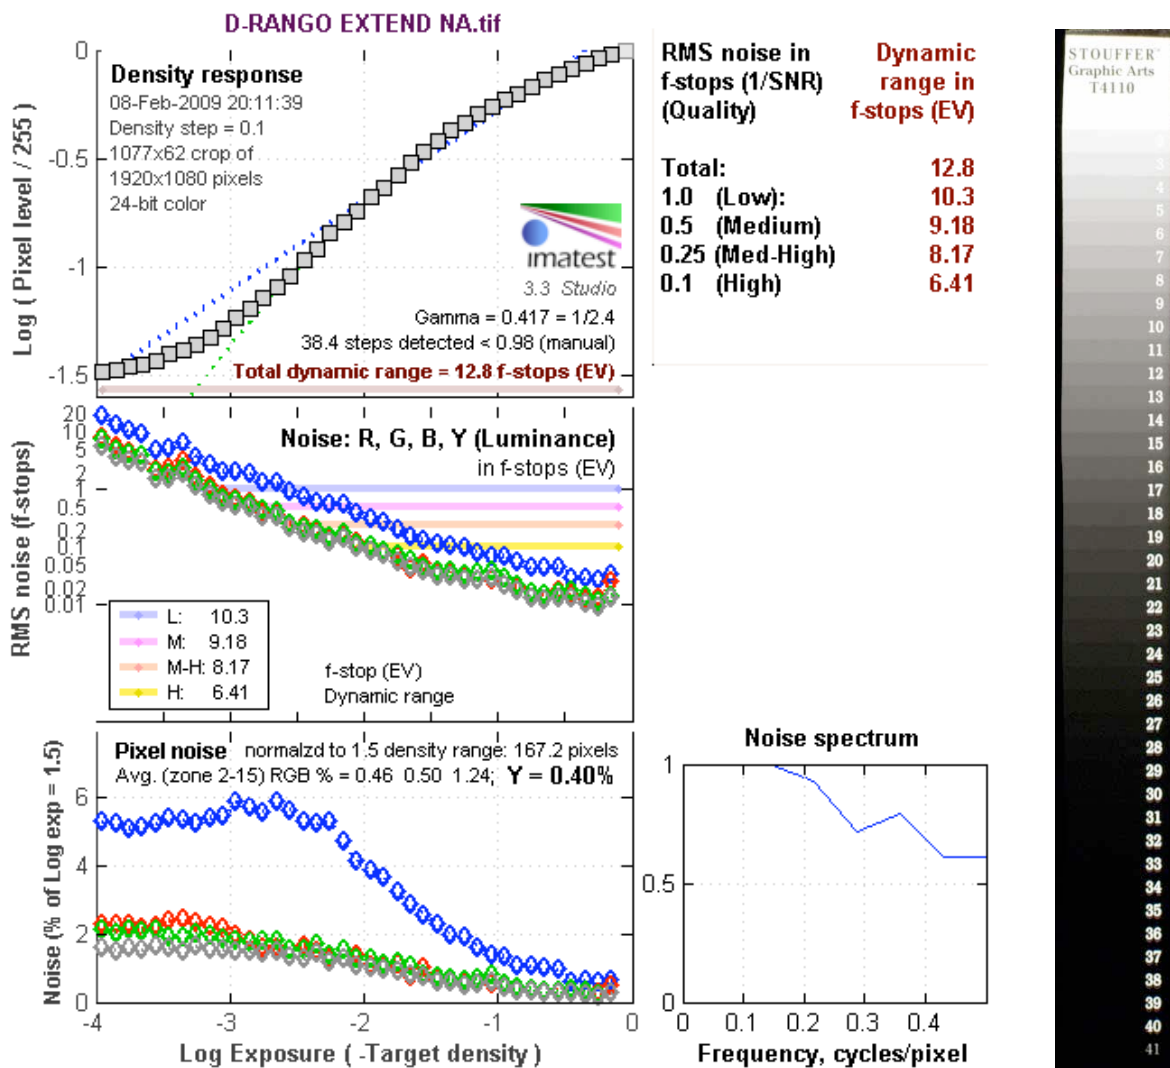 D-RANGO EXTEND NA.tif
Density response
08-Feb-2009 20:11:39
Density step = 0.1
1077x62 crop of
1920x1080 pixels
24-bit color
imatest
3.3 Studio
Gamma = 0.417 = 1/2.4
38.4 steps detected < 0.98 (manual)
Total dynamic range = 12.8 f-stops (EV)
Log ( Pixel level / 255 )
0
-0.5
-1
-1.5
RMS noise in
f-stops (1/SNR)
(Quality)
Dynamic
range in
f-stops (EV)
Total: 12.8
1.0 (Low): 10.3
0.5 (Medium) 9.18
0.25 (Med-High) 8.17
0.1 (High) 6.41
Noise: R, G, B, Y (Luminance)
in f-stops (EV)
RMS noise (f-stops)
20
10
5
2
1
0.5
0.2
0.1
0.05
0.02
0.01
L: 10.3
M: 9.18
M-H: 8.17
H: 6.41
f-stop (EV)
Dynamic range
Pixel noise normalzd to 1.5 density range: 167.2 pixels
Avg. (zone 2-15) RGB % = 0.46 0.50 1.24; Y = 0.40%
Noise (% of Log exp = 1.5)
6
4
2
0
-4 -3 -2 -1 0
Log Exposure ( -Target density )
Noise spectrum
1
0.5
0
0 0.1 0.2 0.3 0.4
Frequency, cycles/pixel
STOUFFER™
Graphic Arts
T4110
2
3
4
5
6
7
8
9
10
11
12
13
14
15
16
17
18
19
20
21
22
23
24
25
26
27
28
29
30
31
32
33
34
35
36
37
38
39
40
41